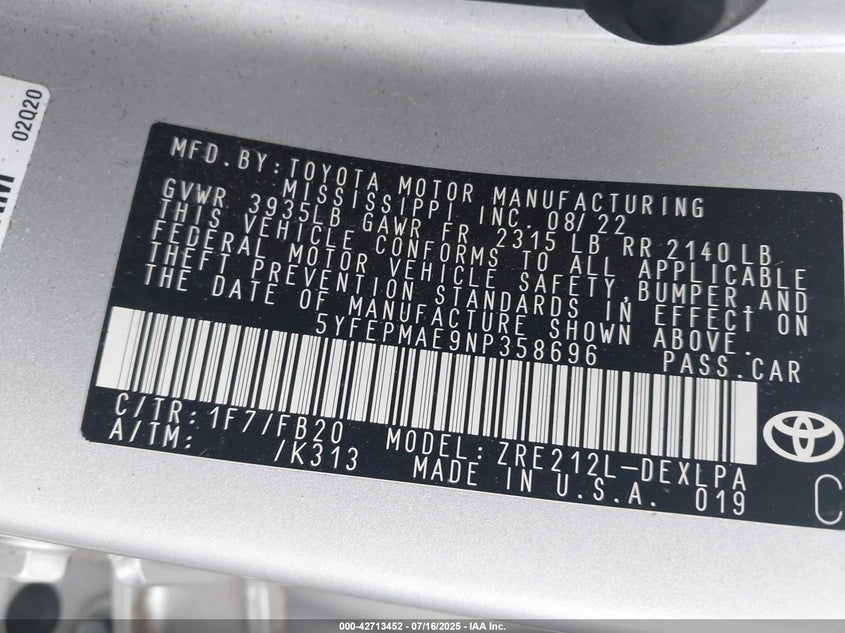 02Q20
MFD.BY:TOYOTA MOTOR MANUFACTURING
MISSISSIPPI, INC. 08/22
GVWR 3935LB GAWR FR 2315 LB RR 2140 LB
THIS VEHICLE CONFORMS TO ALL APPLICABLE
FEDERAL MOTOR VEHICLE SAFETY,BUMPER,AND
THEFT PREVENTION STANDARDS IN EFFECT ON
THE DATE OF MANUFACTURE SHOWN ABOVE.
5YFEPMAE9NP358696 PASS.CAR
C/TR: 1F7/FB20 MODEL: ZRE212L-DEXLPA
A/TM: /K313 MADE IN U.S.A. 019
C
000-42713452 - 07/16/2025 - IAA Inc.